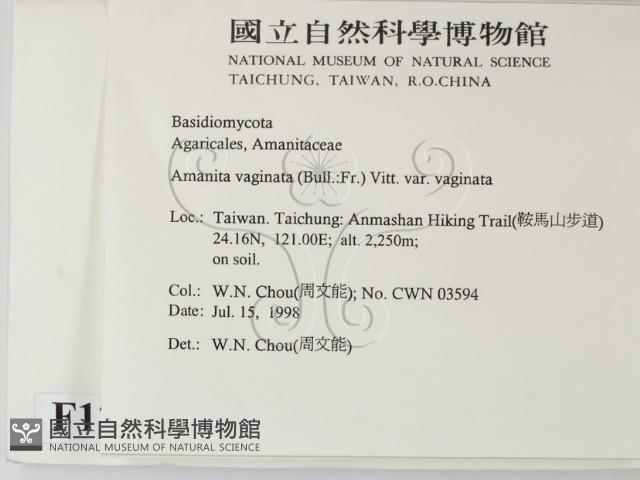 國立自然科學博物館
NATIONAL MUSEUM OF NATURAL SCIENCE
TAICHUNG, TAIWAN, R.O.CHINA
Basidiomycota
Agaricales, Amanitaceae
Amanita vaginata (Bull.:Fr.) Vitt. var. vaginata
Loc.: Taiwan. Taichung: Anmashan Hiking Trail(鞍馬山步道)
24.16N, 121.00E; alt. 2,250m;
on soil.
Col.: W.N. Chou(周文能); No. CWN 03594
Date: Jul. 15, 1998
Det.: W.N. Chou(周文能)
國立自然科學博物館
NATIONAL MUSEUM OF NATURAL SCIENCE